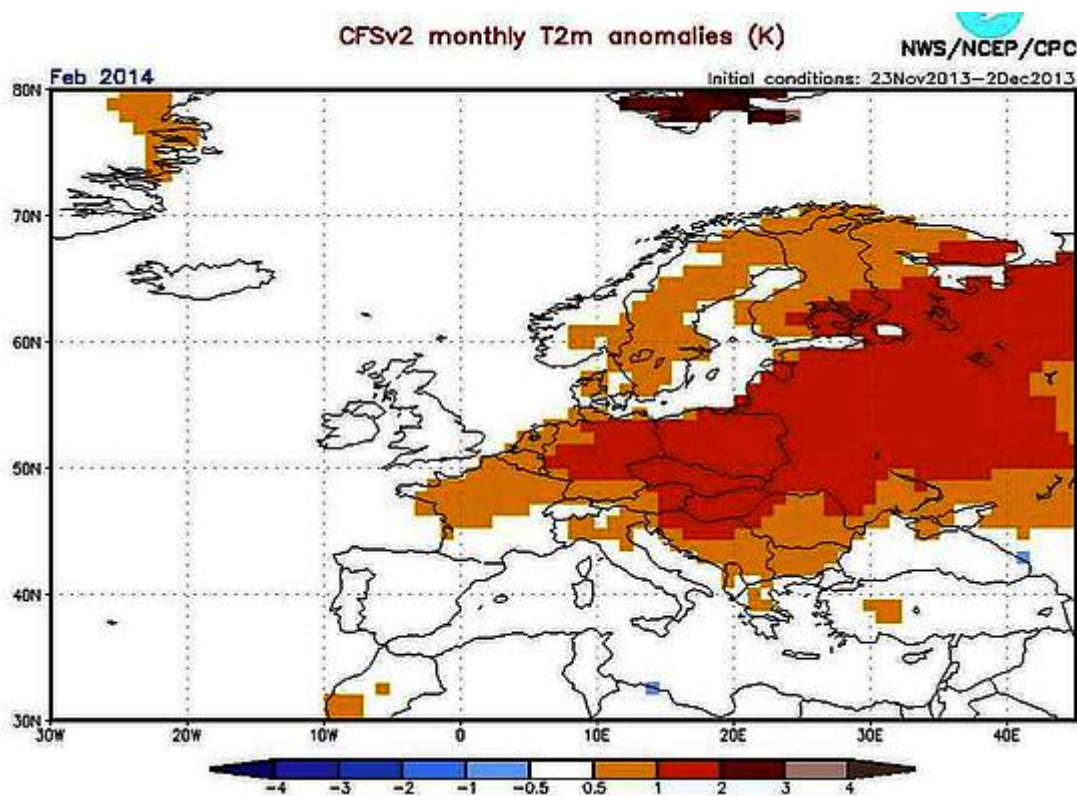 CFSv2 monthly T2m anomalies (K)
NWS/NCEP/CPC
Feb 2014
Initial conditions: 23Nov2013-2Dec2013
80N
70N
60N
50N
40N
30N
30W 20W 10W 0 10E 20E 30E 40E
-4 -3 -2 -1 -0.5 0.5 1 2 3 4